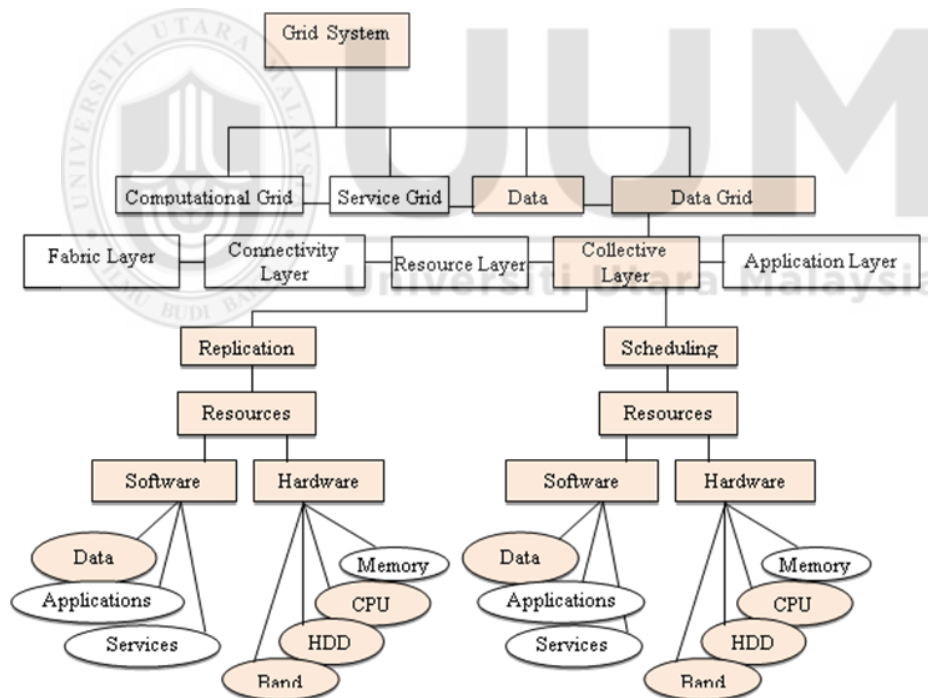 Grid System
Computational Grid
Service Grid
Data
Data Grid
Fabric Layer
Connectivity
Layer
Resource Layer
Collective
Layer
Application Layer
UUM
Universiti Utara Malaysia
UNIVERSITI UTARA MALAYSIA
ILMU BUDI BAKTI
Replication
Scheduling
Resources
Resources
Software
Hardware
Software
Hardware
Data
Applications
Services
Memory
CPU
HDD
Band
Data
Applications
Services
Memory
CPU
HDD
Band